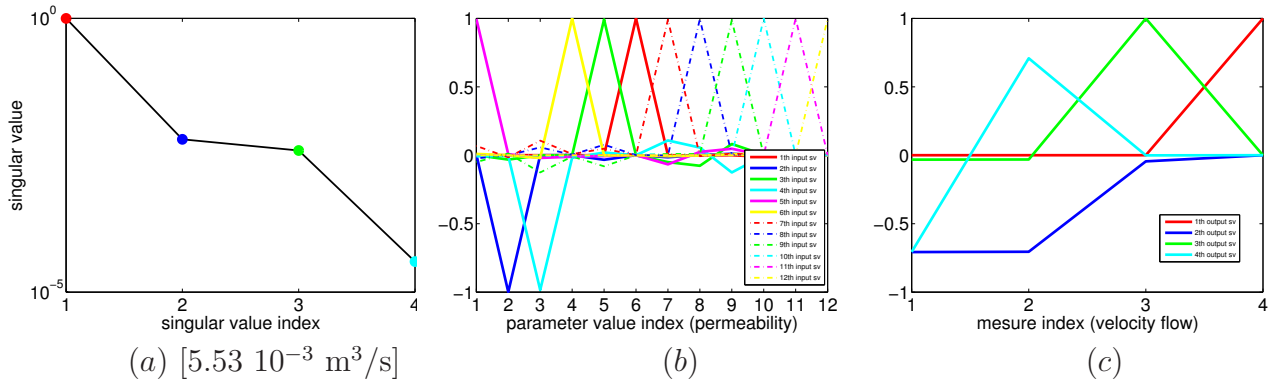 10^0
10^-5
singular value
1 2 3 4
singular value index
(a) [5.53 10^-3 m^3/s]
1
0.5
0
−0.5
−1
1 2 3 4 5 6 7 8 9 10 11 12
parameter value index (permeability)
1th input sv
2th input sv
3th input sv
4th input sv
5th input sv
6th input sv
7th input sv
8th input sv
9th input sv
10th input sv
11th input sv
12th input sv
(b)
1
0.5
0
−0.5
−1
1 2 3 4
mesure index (velocity flow)
1th output sv
2th output sv
3th output sv
4th output sv
(c)